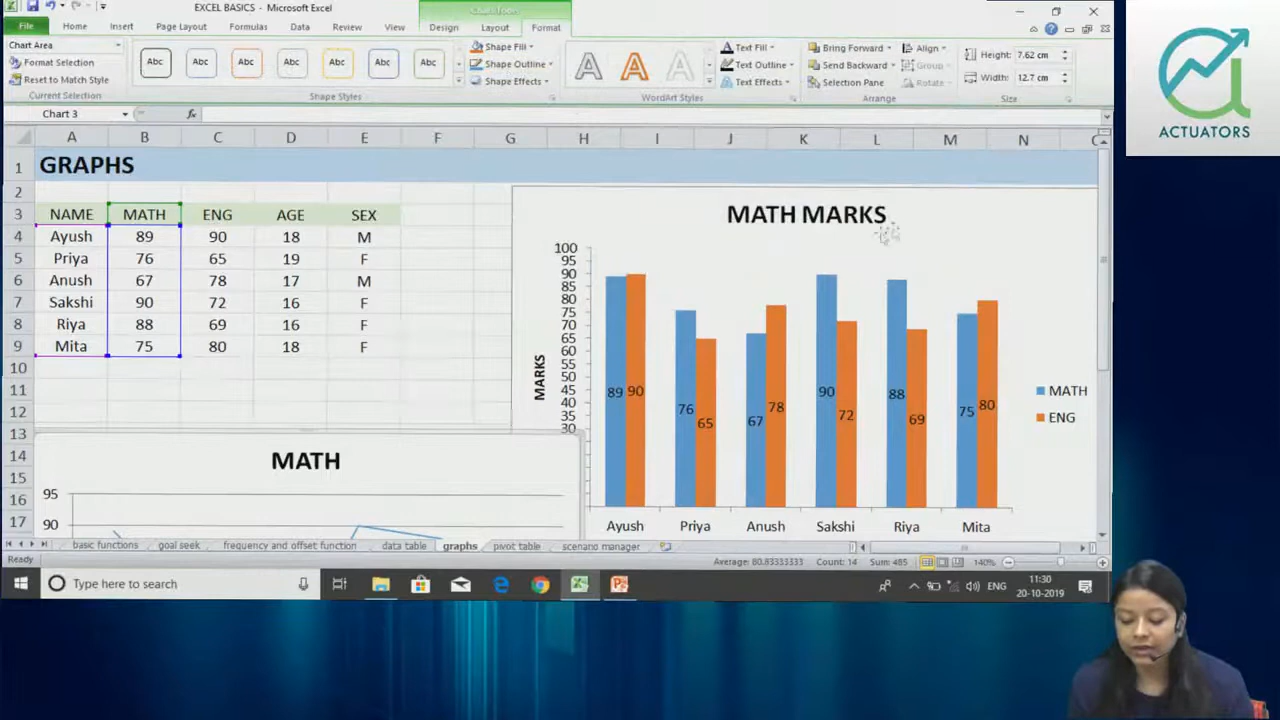 EXCEL BASICS - Microsoft Excel
Chart Tools
File Home Insert Page Layout Formulas Data Review View Design Layout Format
Chart Area
Format Selection
Reset to Match Style
Current Selection
Abc Abc Abc Abc Abc Abc Abc
Shape Fill
Shape Outline
Shape Effects
Shape Styles
A A A
Text Fill
Text Outline
Text Effects
WordArt Styles
Bring Forward
Send Backward
Selection Pane
Align
Group
Rotate
Arrange
Height: 7.62 cm
Width: 12.7 cm
Size
ACTUATORS
Chart 3
fx
A B C D E F G H I J K L M N
1 GRAPHS
2
3 NAME MATH ENG AGE SEX
4 Ayush 89 90 18 M
5 Priya 76 65 19 F
6 Anush 67 78 17 M
7 Sakshi 90 72 16 F
8 Riya 88 69 16 F
9 Mita 75 80 18 F
10
11
12
13
14
15
16
17
MATH MARKS
100
95
90
85
80
75
70
65
60
55
50
45
40
35
30
MARKS
89 90 76 65 67 78 90 72 88 69 75 80
Ayush Priya Anush Sakshi Riya Mita
MATH
ENG
MATH
95
90
basic functions goal seek frequency and offset function data table graphs pivot table scenario manager
Ready
Average: 80.83333333 Count: 14 Sum: 485 140%
Type here to search
ENG
11:30
20-10-2019